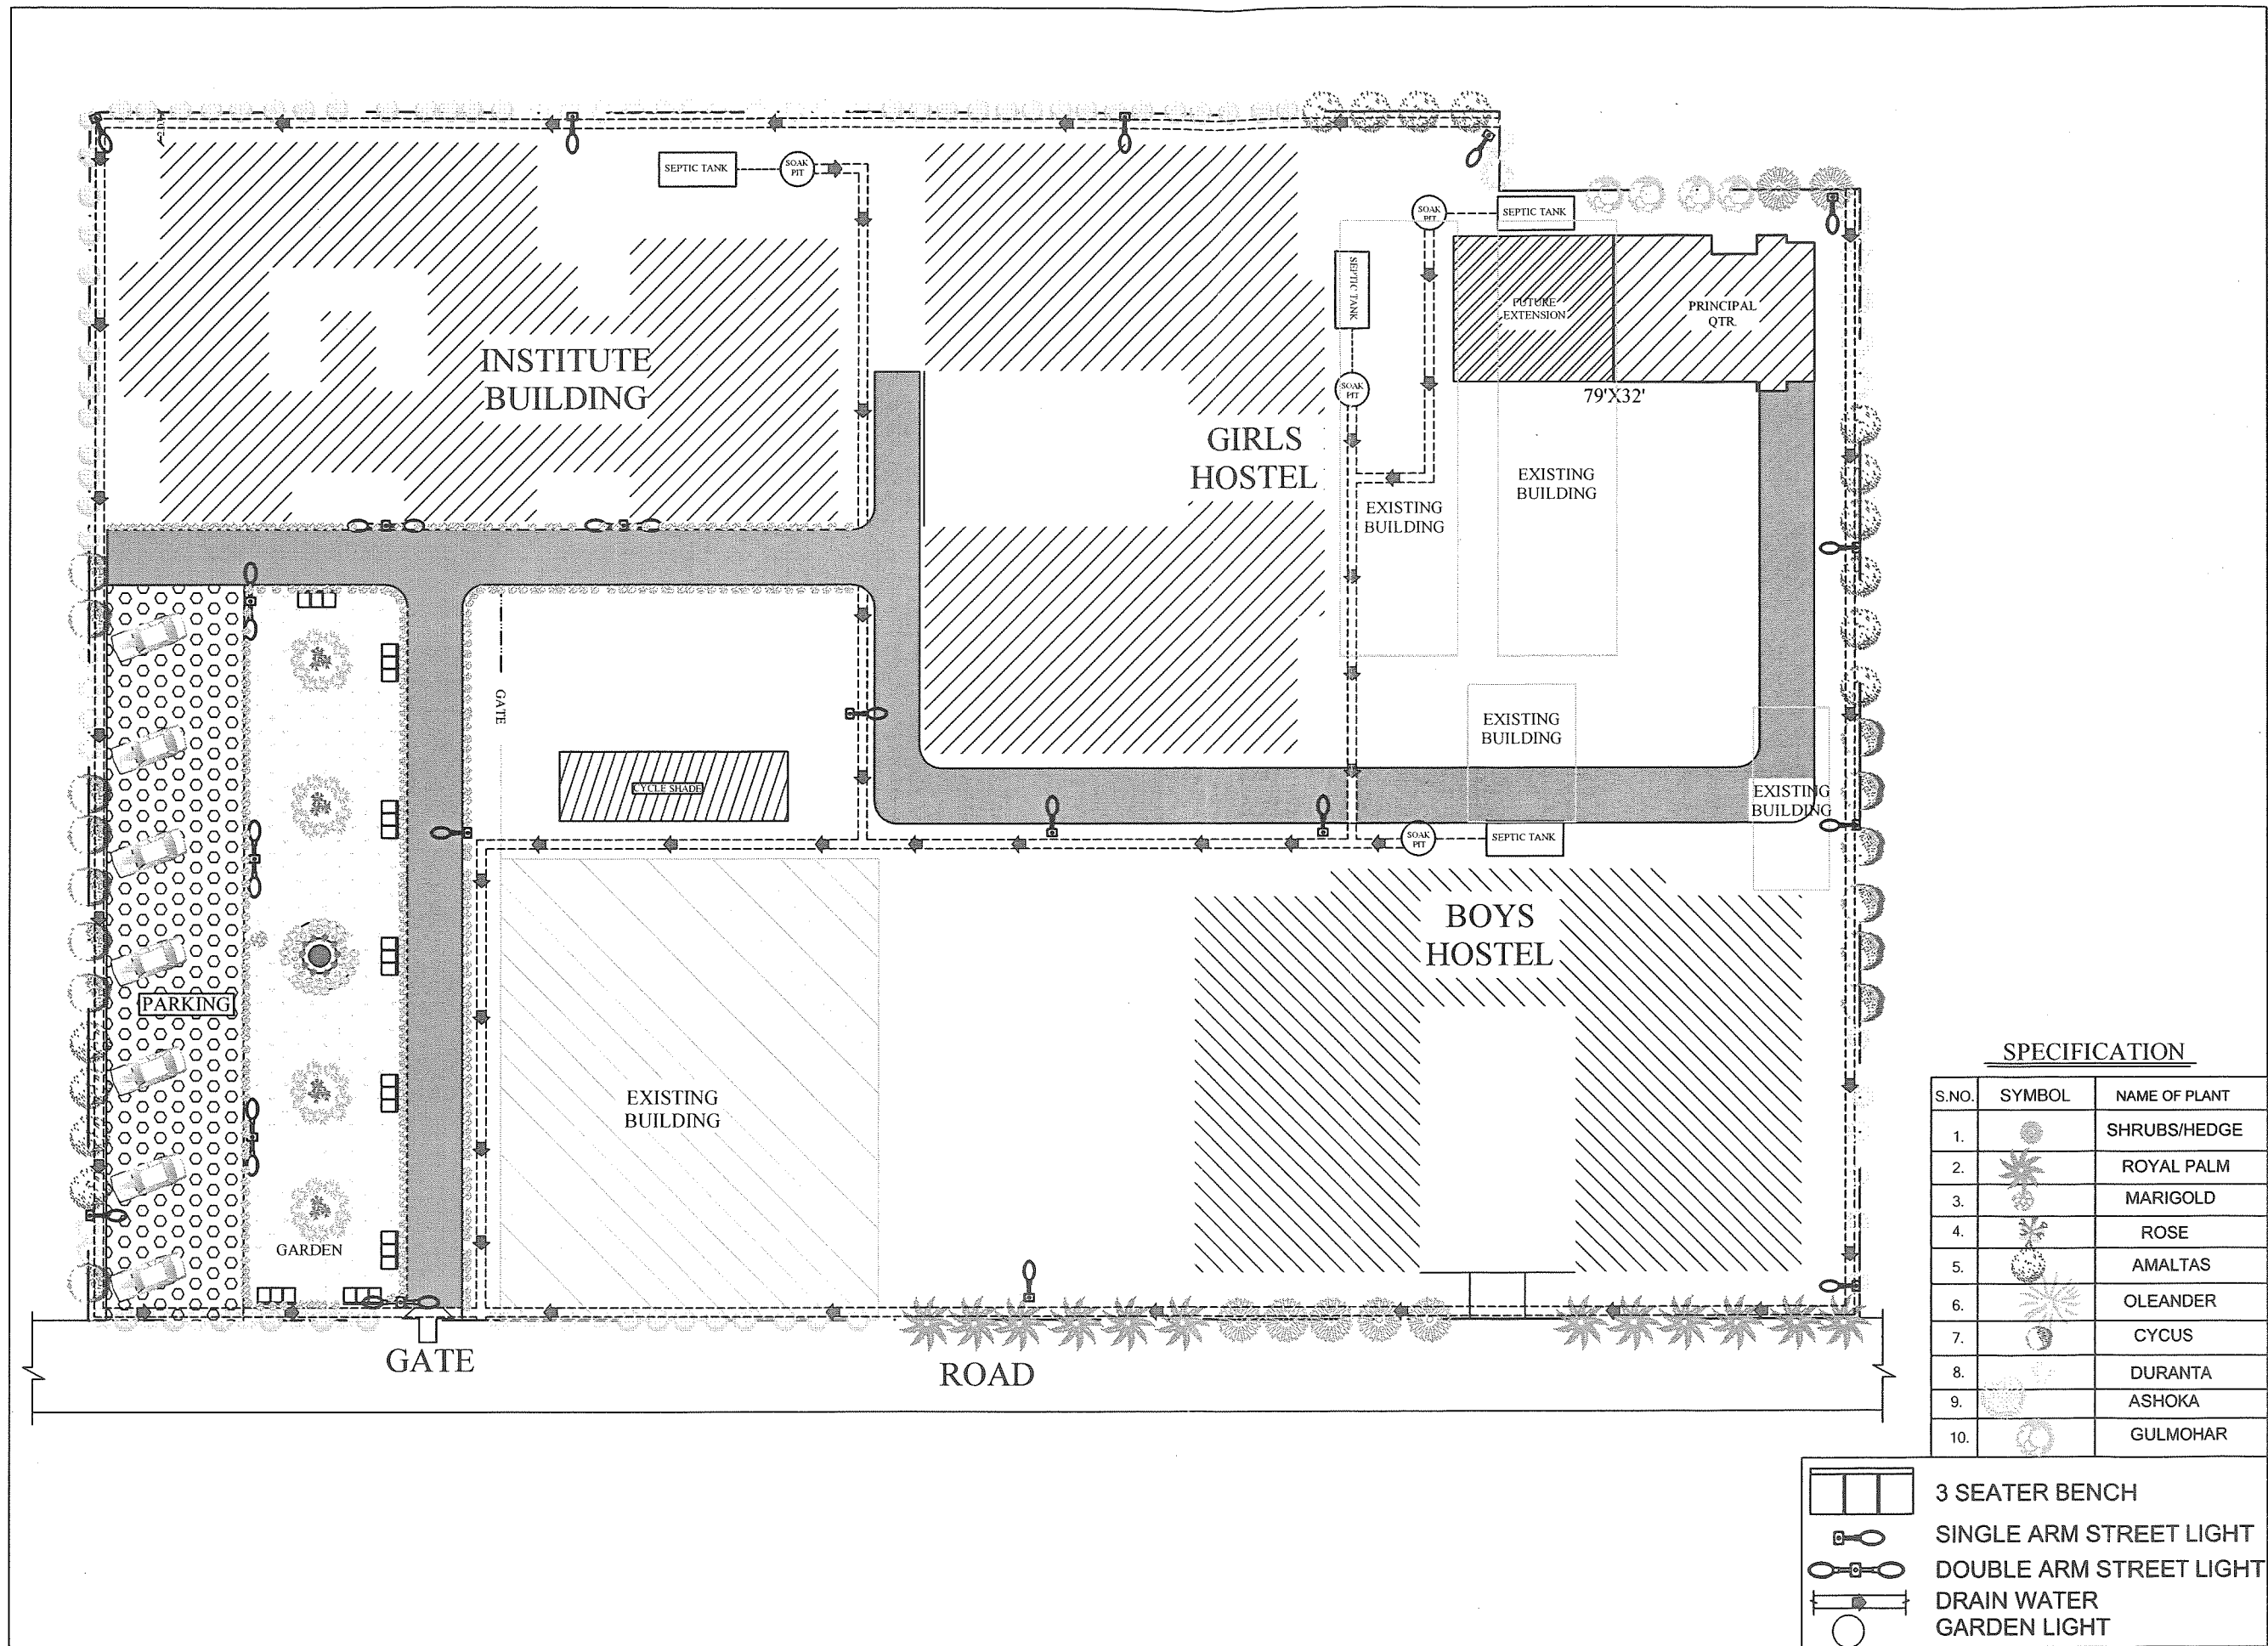 SEPTIC TANK
SOAK
PIT
SOAK
PIT
SEPTIC TANK
SEPTIC TANK
SOAK
PIT
FUTURE
EXTENSION
PRINCIPAL
QTR.
79'X32'
INSTITUTE
BUILDING
GIRLS
HOSTEL
EXISTING
BUILDING
EXISTING
BUILDING
GATE
EXISTING
BUILDING
CYCLE SHADE
EXISTING
BUILDING
SOAK
PIT
SEPTIC TANK
BOYS
HOSTEL
PARKING
EXISTING
BUILDING
GARDEN
GATE
ROAD
SPECIFICATION
S.NO. SYMBOL NAME OF PLANT
1. SHRUBS/HEDGE
2. ROYAL PALM
3. MARIGOLD
4. ROSE
5. AMALTAS
6. OLEANDER
7. CYCUS
8. DURANTA
9. ASHOKA
10. GULMOHAR
3 SEATER BENCH
SINGLE ARM STREET LIGHT
DOUBLE ARM STREET LIGHT
DRAIN WATER
GARDEN LIGHT